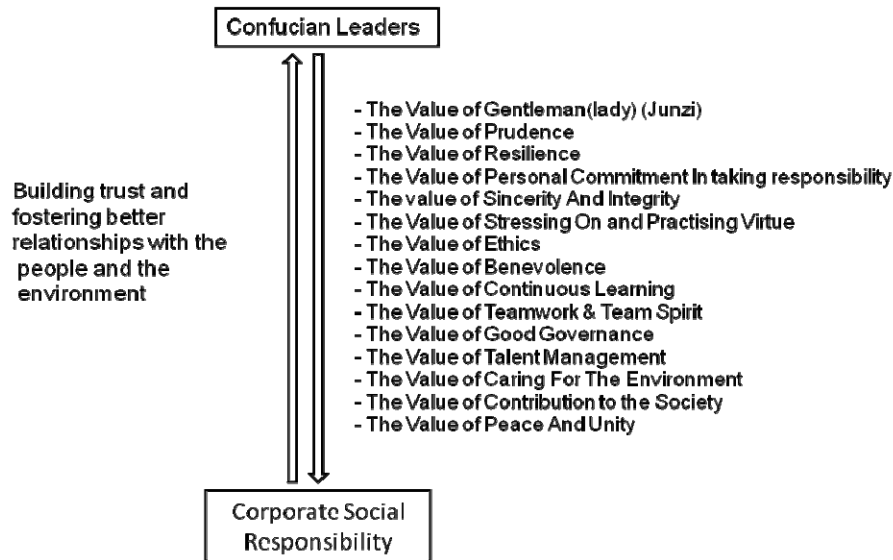 Confucian Leaders
- The Value of Gentleman(lady) (Junzi)
- The Value of Prudence
- The Value of Resilience
- The Value of Personal Commitment In taking responsibility
- The value of Sincerity And Integrity
- The Value of Stressing On and Practising Virtue
- The Value of Ethics
- The Value of Benevolence
- The Value of Continuous Learning
- The Value of Teamwork & Team Spirit
- The Value of Good Governance
- The Value of Talent Management
- The Value of Caring For The Environment
- The Value of Contribution to the Society
- The Value of Peace And Unity
Building trust and
fostering better
relationships with the
people and the
environment
Corporate Social
Responsibility